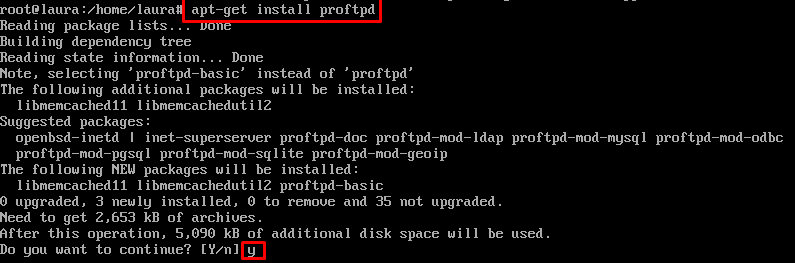 root@laura:/home/laura# apt-get install proftpd
Reading package lists... Done
Building dependency tree
Reading state information... Done
Note, selecting 'proftpd-basic' instead of 'proftpd'
The following additional packages will be installed:
  libmemcached11 libmemcachedutil2
Suggested packages:
  openbsd-inetd | inet-superserver proftpd-doc proftpd-mod-ldap proftpd-mod-mysql proftpd-mod-odbc
  proftpd-mod-pgsql proftpd-mod-sqlite proftpd-mod-geoip
The following NEW packages will be installed:
  libmemcached11 libmemcachedutil2 proftpd-basic
0 upgraded, 3 newly installed, 0 to remove and 35 not upgraded.
Need to get 2,653 kB of archives.
After this operation, 5,090 kB of additional disk space will be used.
Do you want to continue? [Y/n] y